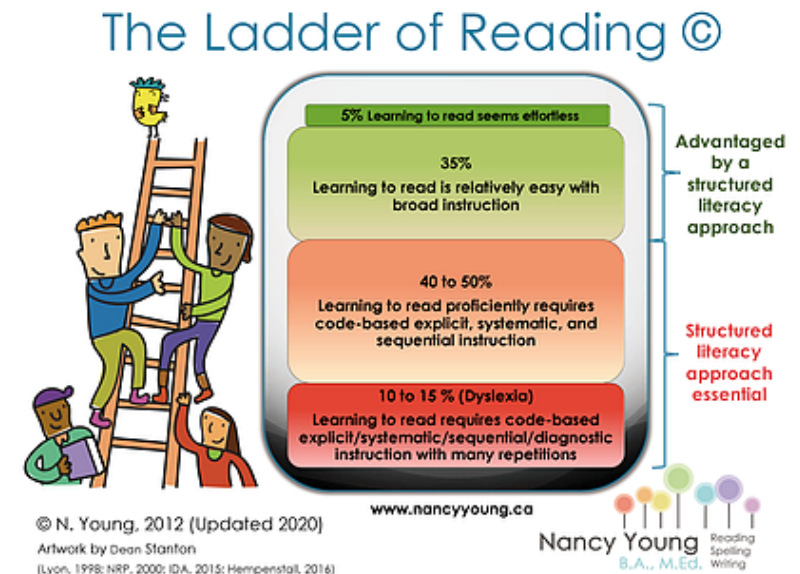 The Ladder of Reading ©
5% Learning to read seems effortless
35%
Learning to read is relatively easy with
broad instruction
40 to 50%
Learning to read proficiently requires
code-based explicit, systematic, and
sequential instruction
10 to 15 % (Dyslexia)
Learning to read requires code-based
explicit/systematic/sequential/diagnostic
instruction with many repetitions
Advantaged
by a
structured
literacy
approach
Structured
literacy
approach
essential
www.nancyyoung.ca
© N. Young, 2012 (Updated 2020)
Artwork by Dean Stanton
(Lyon, 1998; NRP, 2000; IDA, 2015; Hempenstall, 2016)
Nancy Young
B.A., M.Ed.
Reading
Spelling
Writing